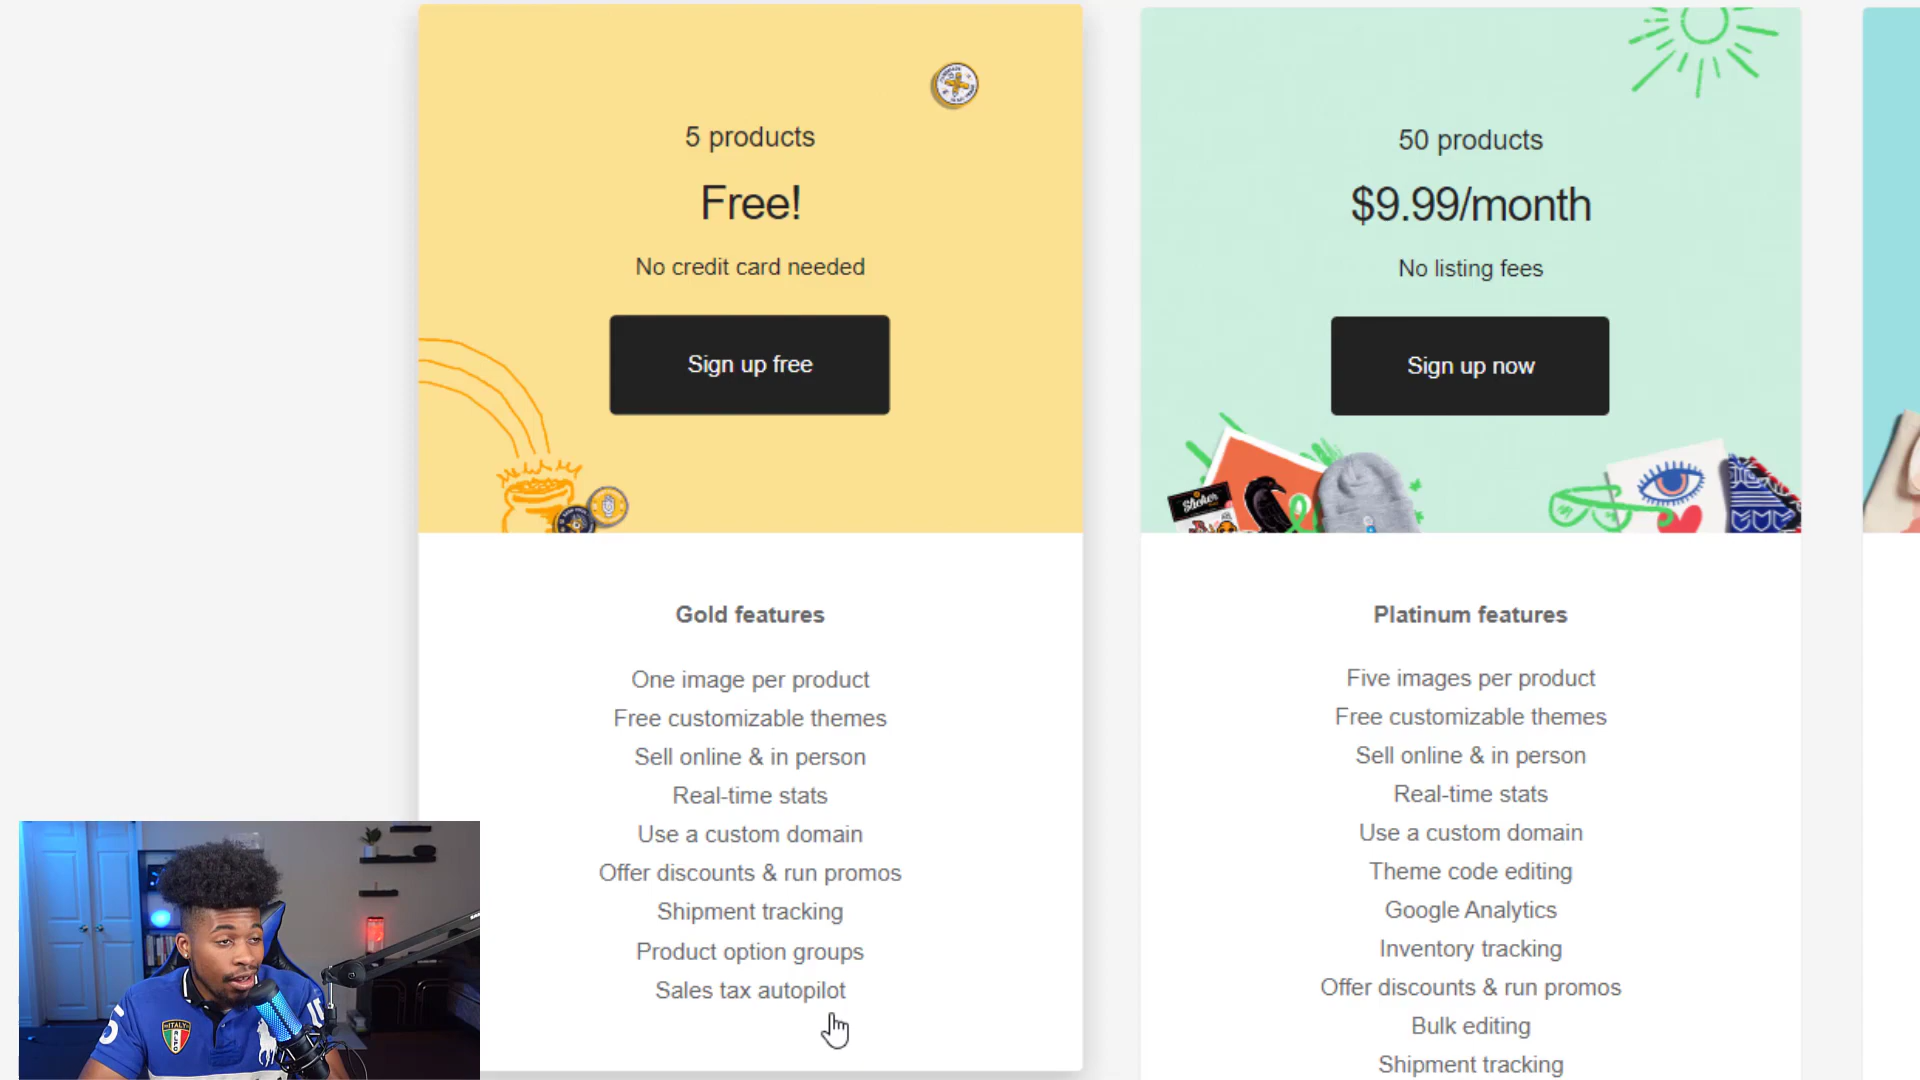 5 products
Free!
No credit card needed
Sign up free
Gold features
One image per product
Free customizable themes
Sell online & in person
Real-time stats
Use a custom domain
Offer discounts & run promos
Shipment tracking
Product option groups
Sales tax autopilot
50 products
$9.99/month
No listing fees
Sign up now
Platinum features
Five images per product
Free customizable themes
Sell online & in person
Real-time stats
Use a custom domain
Theme code editing
Google Analytics
Inventory tracking
Offer discounts & run promos
Bulk editing
Shipment tracking
ITALY